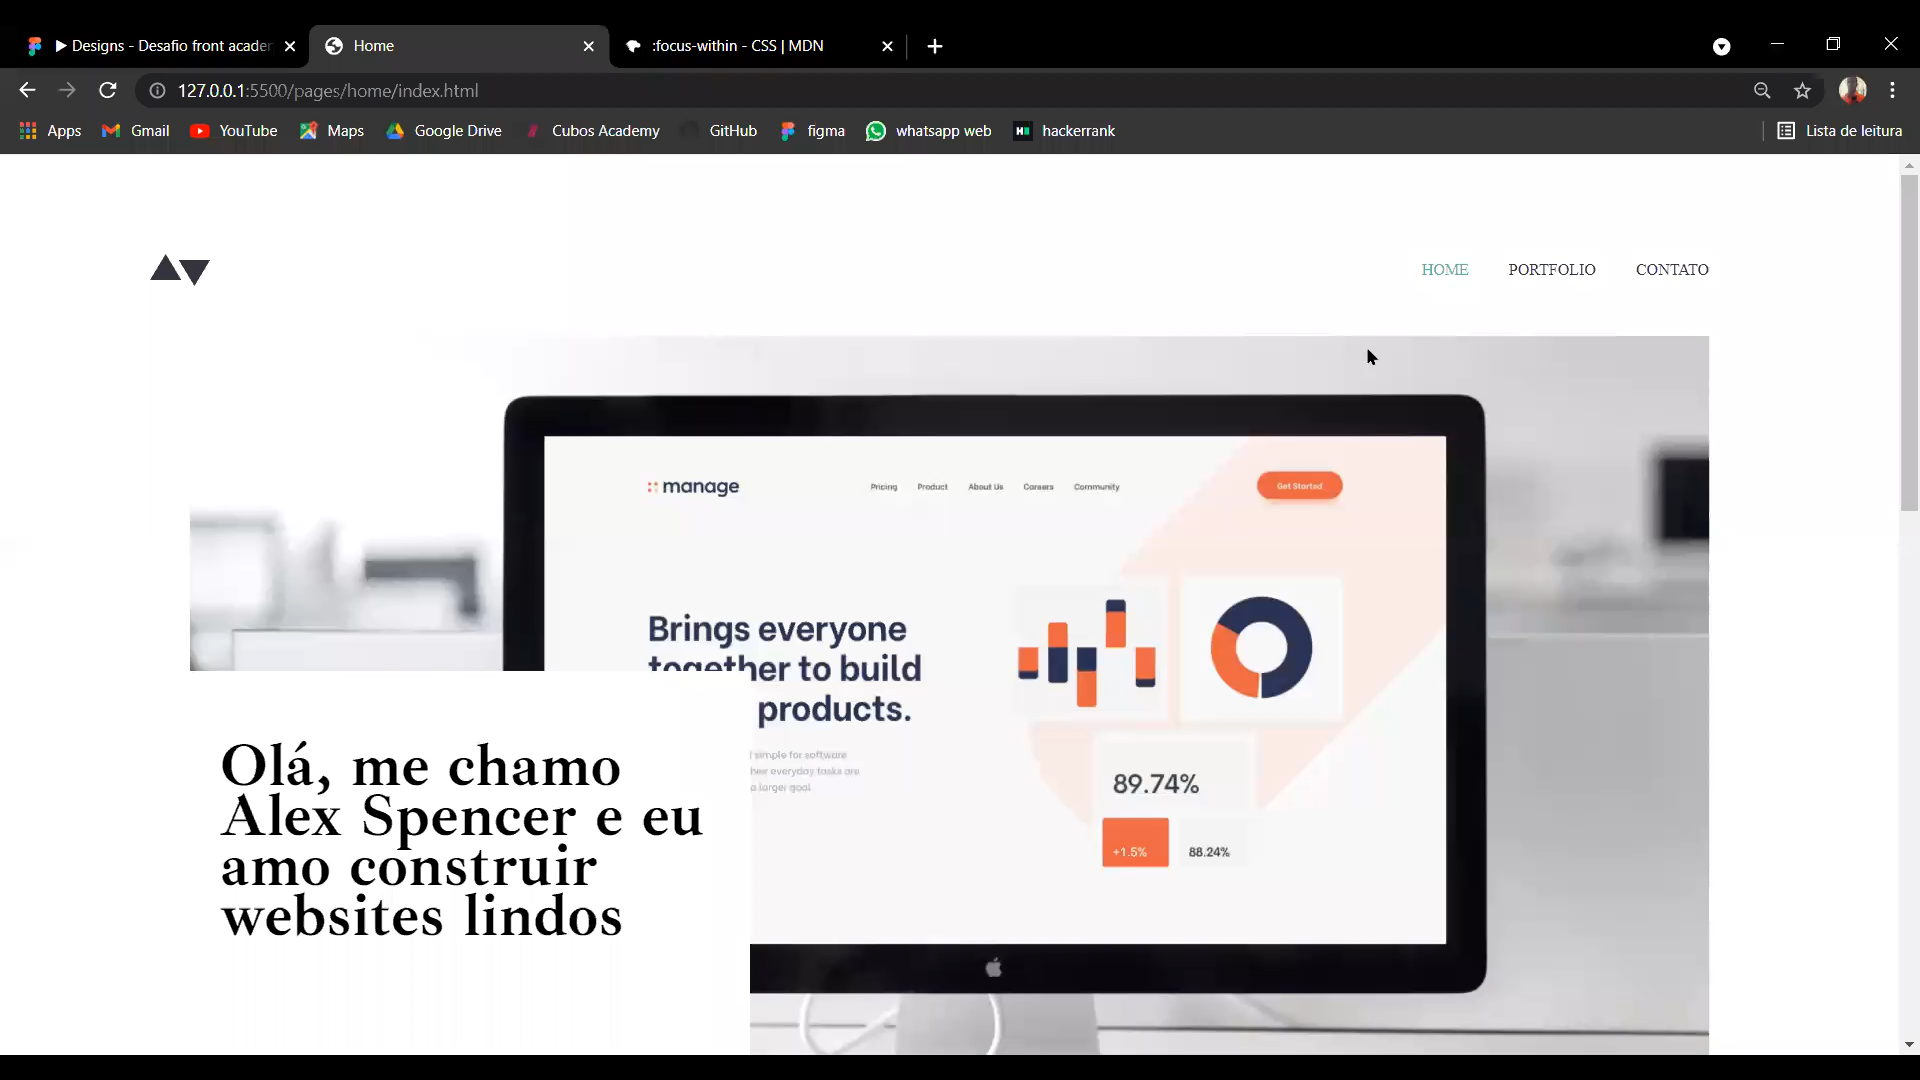 Designs - Desafio front acader
Home
:focus-within - CSS | MDN
127.0.0.1:5500/pages/home/index.html
Apps
Gmail
YouTube
Maps
Google Drive
Cubos Academy
GitHub
figma
whatsapp web
hackerrank
Lista de leitura
HOME
PORTFOLIO
CONTATO
manage
Pricing
Product
About Us
Careers
Community
Get Started
Brings everyone
together to build
products.
simple for software
everyday tasks are
a larger goal
89.74%
+1.5%
88.24%
Olá, me chamo
Alex Spencer e eu
amo construir
websites lindos